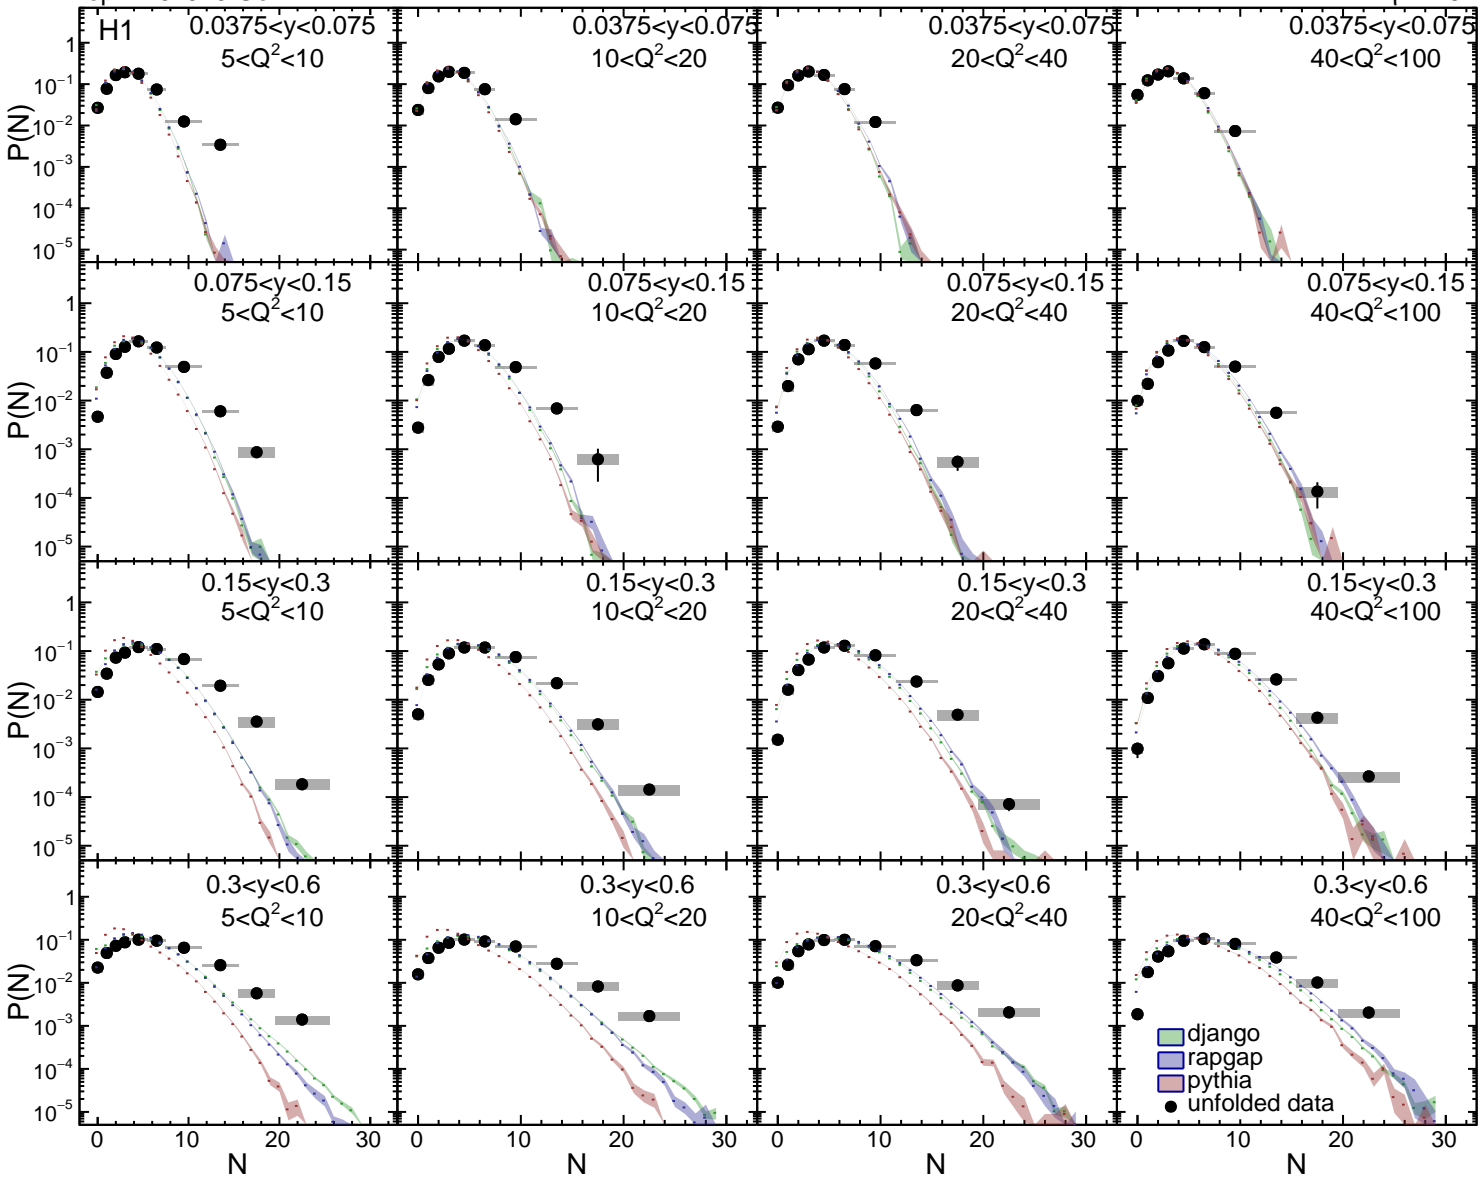 H1 0.0375<y<0.075 0.0375<y<0.075 0.0375<y<0.075 0.0375<y<0.075
5<Q²<10 10<Q²<20 20<Q²<40 40<Q²<100
P(N)
1
10⁻¹
10⁻²
10⁻³
10⁻⁴
10⁻⁵
0.075<y<0.15 0.075<y<0.15 0.075<y<0.15 0.075<y<0.15
5<Q²<10 10<Q²<20 20<Q²<40 40<Q²<100
P(N)
1
10⁻¹
10⁻²
10⁻³
10⁻⁴
10⁻⁵
0.15<y<0.3 0.15<y<0.3 0.15<y<0.3 0.15<y<0.3
5<Q²<10 10<Q²<20 20<Q²<40 40<Q²<100
P(N)
1
10⁻¹
10⁻²
10⁻³
10⁻⁴
10⁻⁵
0.3<y<0.6 0.3<y<0.6 0.3<y<0.6 0.3<y<0.6
5<Q²<10 10<Q²<20 20<Q²<40 40<Q²<100
P(N)
1
10⁻¹
10⁻²
10⁻³
10⁻⁴
10⁻⁵
django
rapgap
pythia
unfolded data
0 10 20 30 0 10 20 30 0 10 20 30 0 10 20 30
N N N N